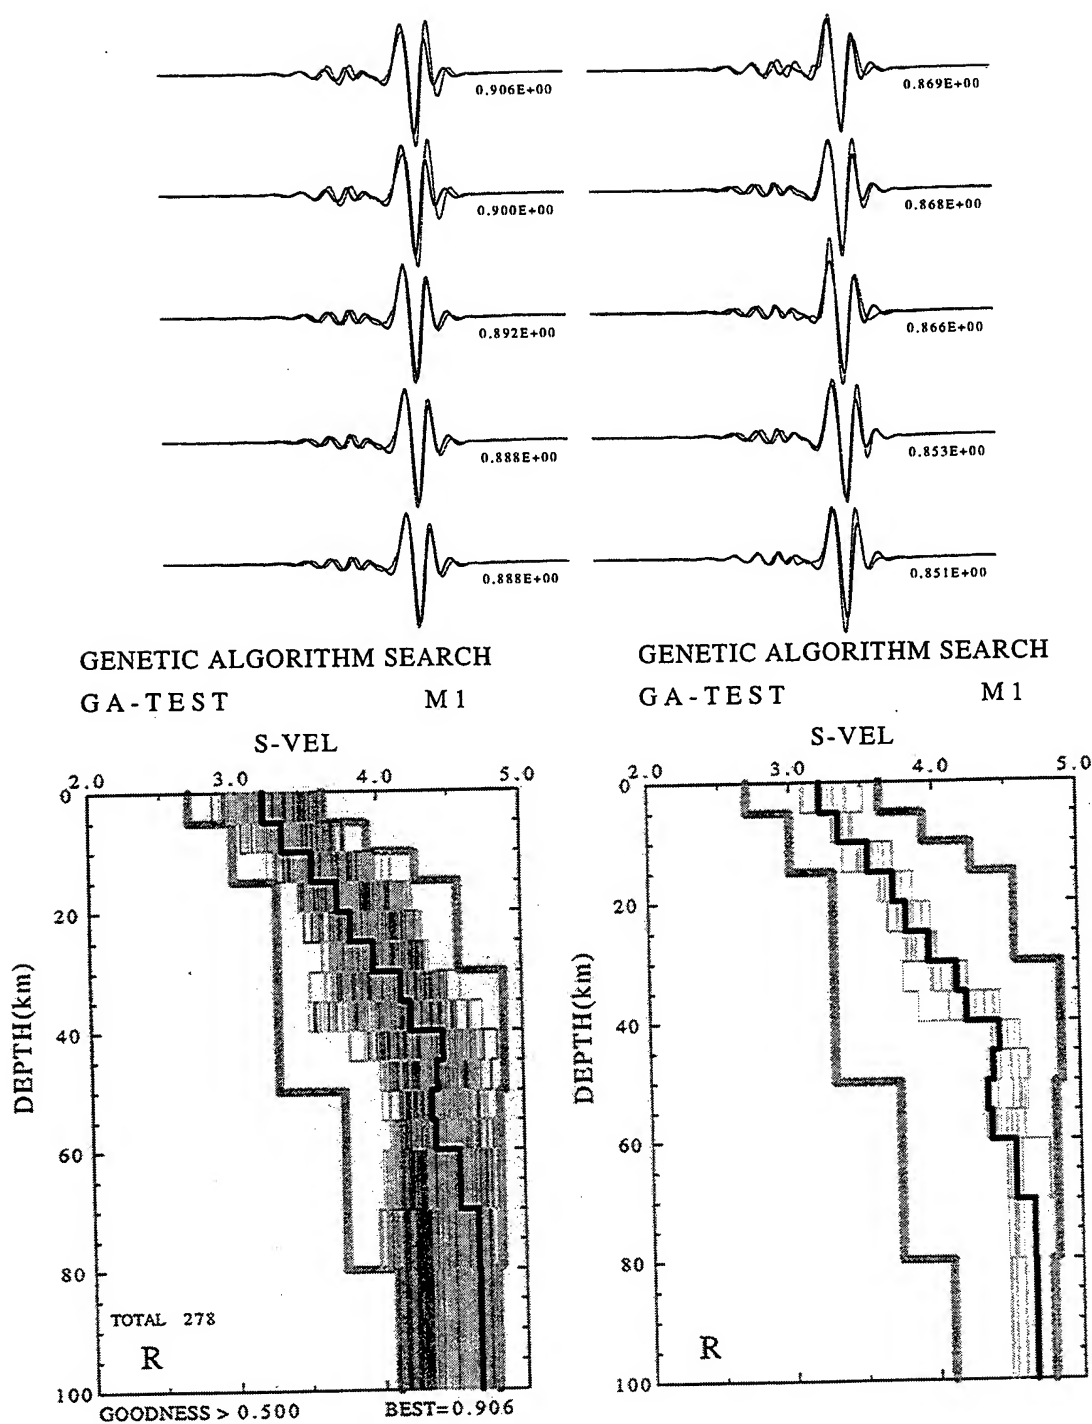 0.906E+00 0.869E+00
0.900E+00 0.868E+00
0.892E+00 0.866E+00
0.888E+00 0.853E+00
0.888E+00 0.851E+00
GENETIC ALGORITHM SEARCH
GA-TEST M1
S-VEL
2.0 3.0 4.0 5.0
0
20
40
60
80
100
DEPTH(km)
TOTAL 278
R
GOODNESS > 0.500 BEST=0.906
GENETIC ALGORITHM SEARCH
GA-TEST M1
S-VEL
2.0 3.0 4.0 5.0
0
20
40
60
80
100
DEPTH(km)
R